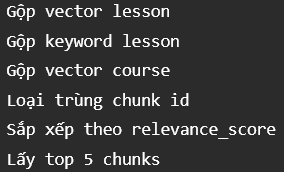 Gộp vector lesson
Gộp keyword lesson
Gộp vector course
Loại trùng chunk id
Sắp xếp theo relevance_score
Lấy top 5 chunks